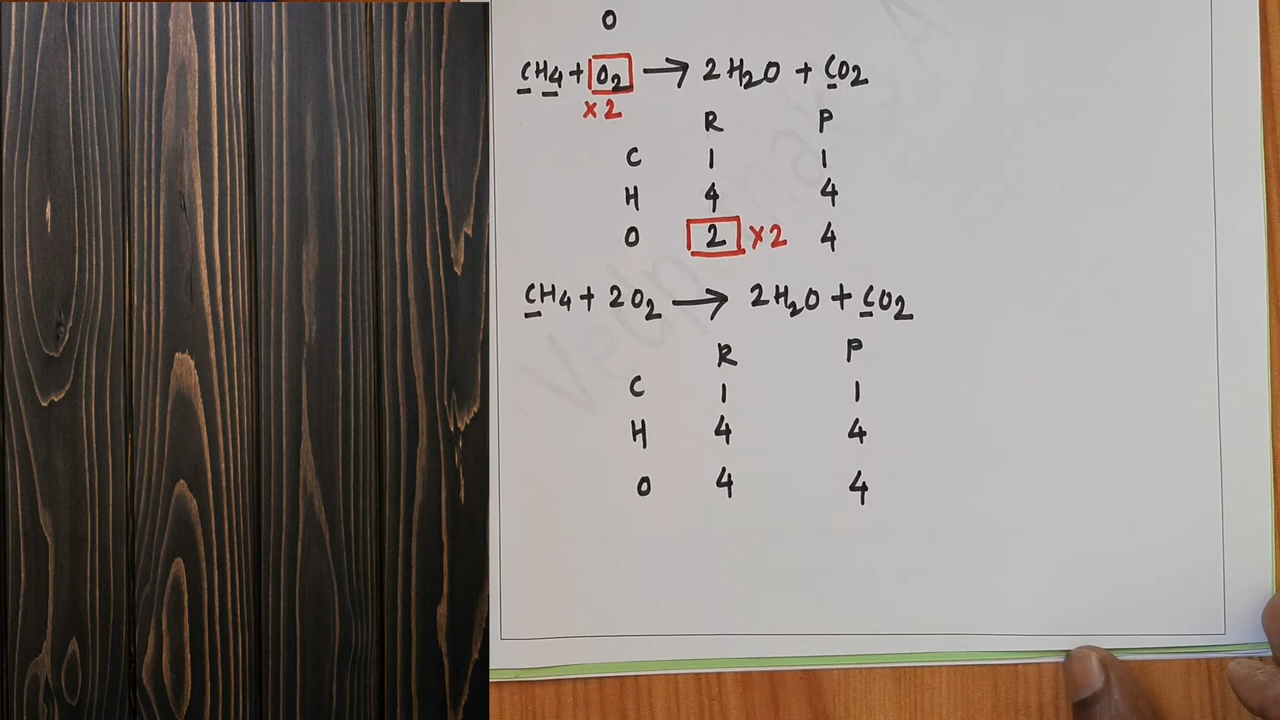 O
CH4 + O2 → 2H2O + CO2
×2
R P
C 1 1
H 4 4
O 2 ×2 4
CH4 + 2O2 → 2H2O + CO2
R P
C 1 1
H 4 4
O 4 4